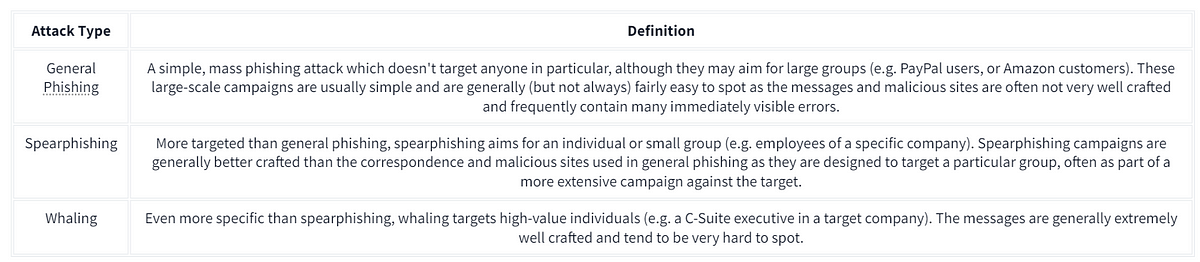 Attack Type
Definition
General
Phishing
A simple, mass phishing attack which doesn't target anyone in particular, although they may aim for large groups (e.g. PayPal users, or Amazon customers). These
large-scale campaigns are usually simple and are generally (but not always) fairly easy to spot as the messages and malicious sites are often not very well crafted
and frequently contain many immediately visible errors.
Spearphishing
More targeted than general phishing, spearphishing aims for an individual or small group (e.g. employees of a specific company). Spearphishing campaigns are
generally better crafted than the correspondence and malicious sites used in general phishing as they are designed to target a particular group, often as part of a
more extensive campaign against the target.
Whaling
Even more specific than spearphishing, whaling targets high-value individuals (e.g. a C-Suite executive in a target company). The messages are generally extremely
well crafted and tend to be very hard to spot.